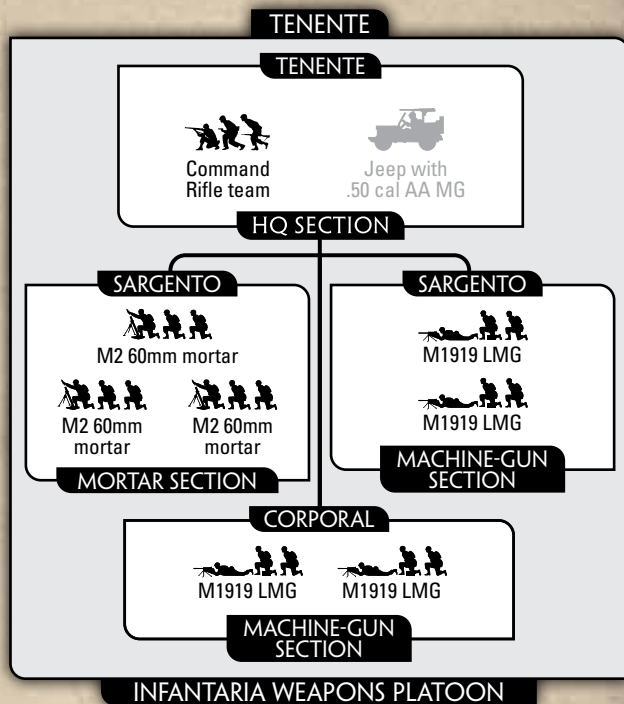 TENENTE
TENENTE
Command
Rifle team
Jeep with
.50 cal AA MG
HQ SECTION
SARGENTO
M2 60mm mortar
M2 60mm
mortar
M2 60mm
mortar
MORTAR SECTION
SARGENTO
M1919 LMG
M1919 LMG
MACHINE-GUN
SECTION
CORPORAL
M1919 LMG
M1919 LMG
MACHINE-GUN
SECTION
INFANTARIA WEAPONS PLATOON